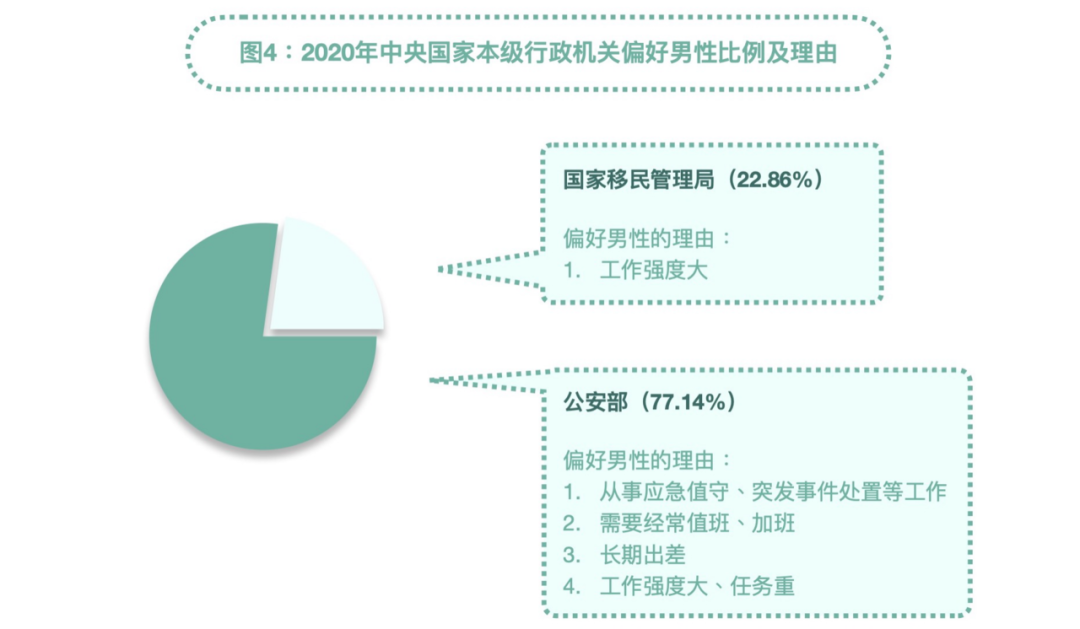 图4：2020年中央国家本级行政机关偏好男性比例及理由
国家移民管理局（22.86%）
偏好男性的理由：
1. 工作强度大
公安部（77.14%）
偏好男性的理由：
1. 从事应急值守、突发事件处置等工作
2. 需要经常值班、加班
3. 长期出差
4. 工作强度大、任务重